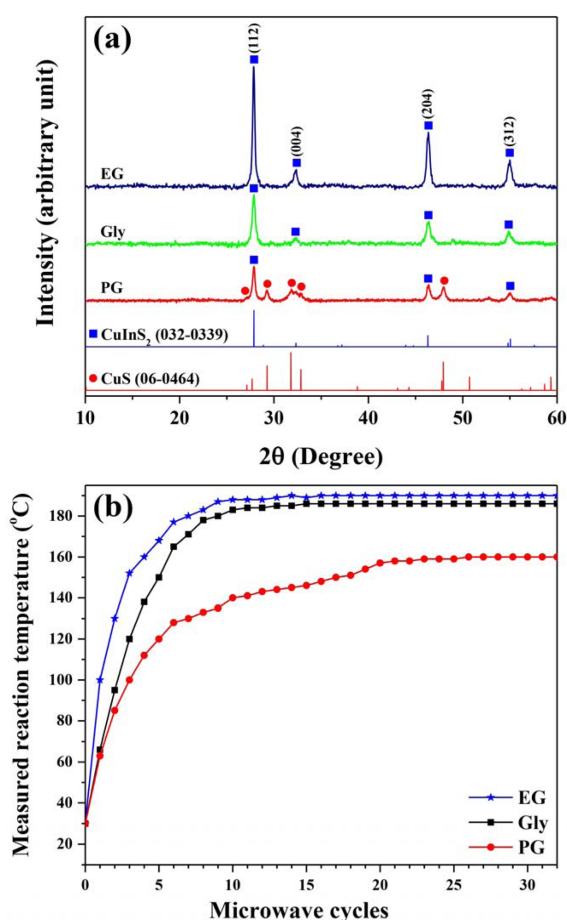 (a)
Intensity (arbitrary unit)
(112)
(004)
(204)
(312)
EG
Gly
PG
CuInS₂ (032-0339)
CuS (06-0464)
10 20 30 40 50 60
2θ (Degree)
(b)
Measured reaction temperature (°C)
180
160
140
120
100
80
60
40
20
EG
Gly
PG
0 5 10 15 20 25 30
Microwave cycles